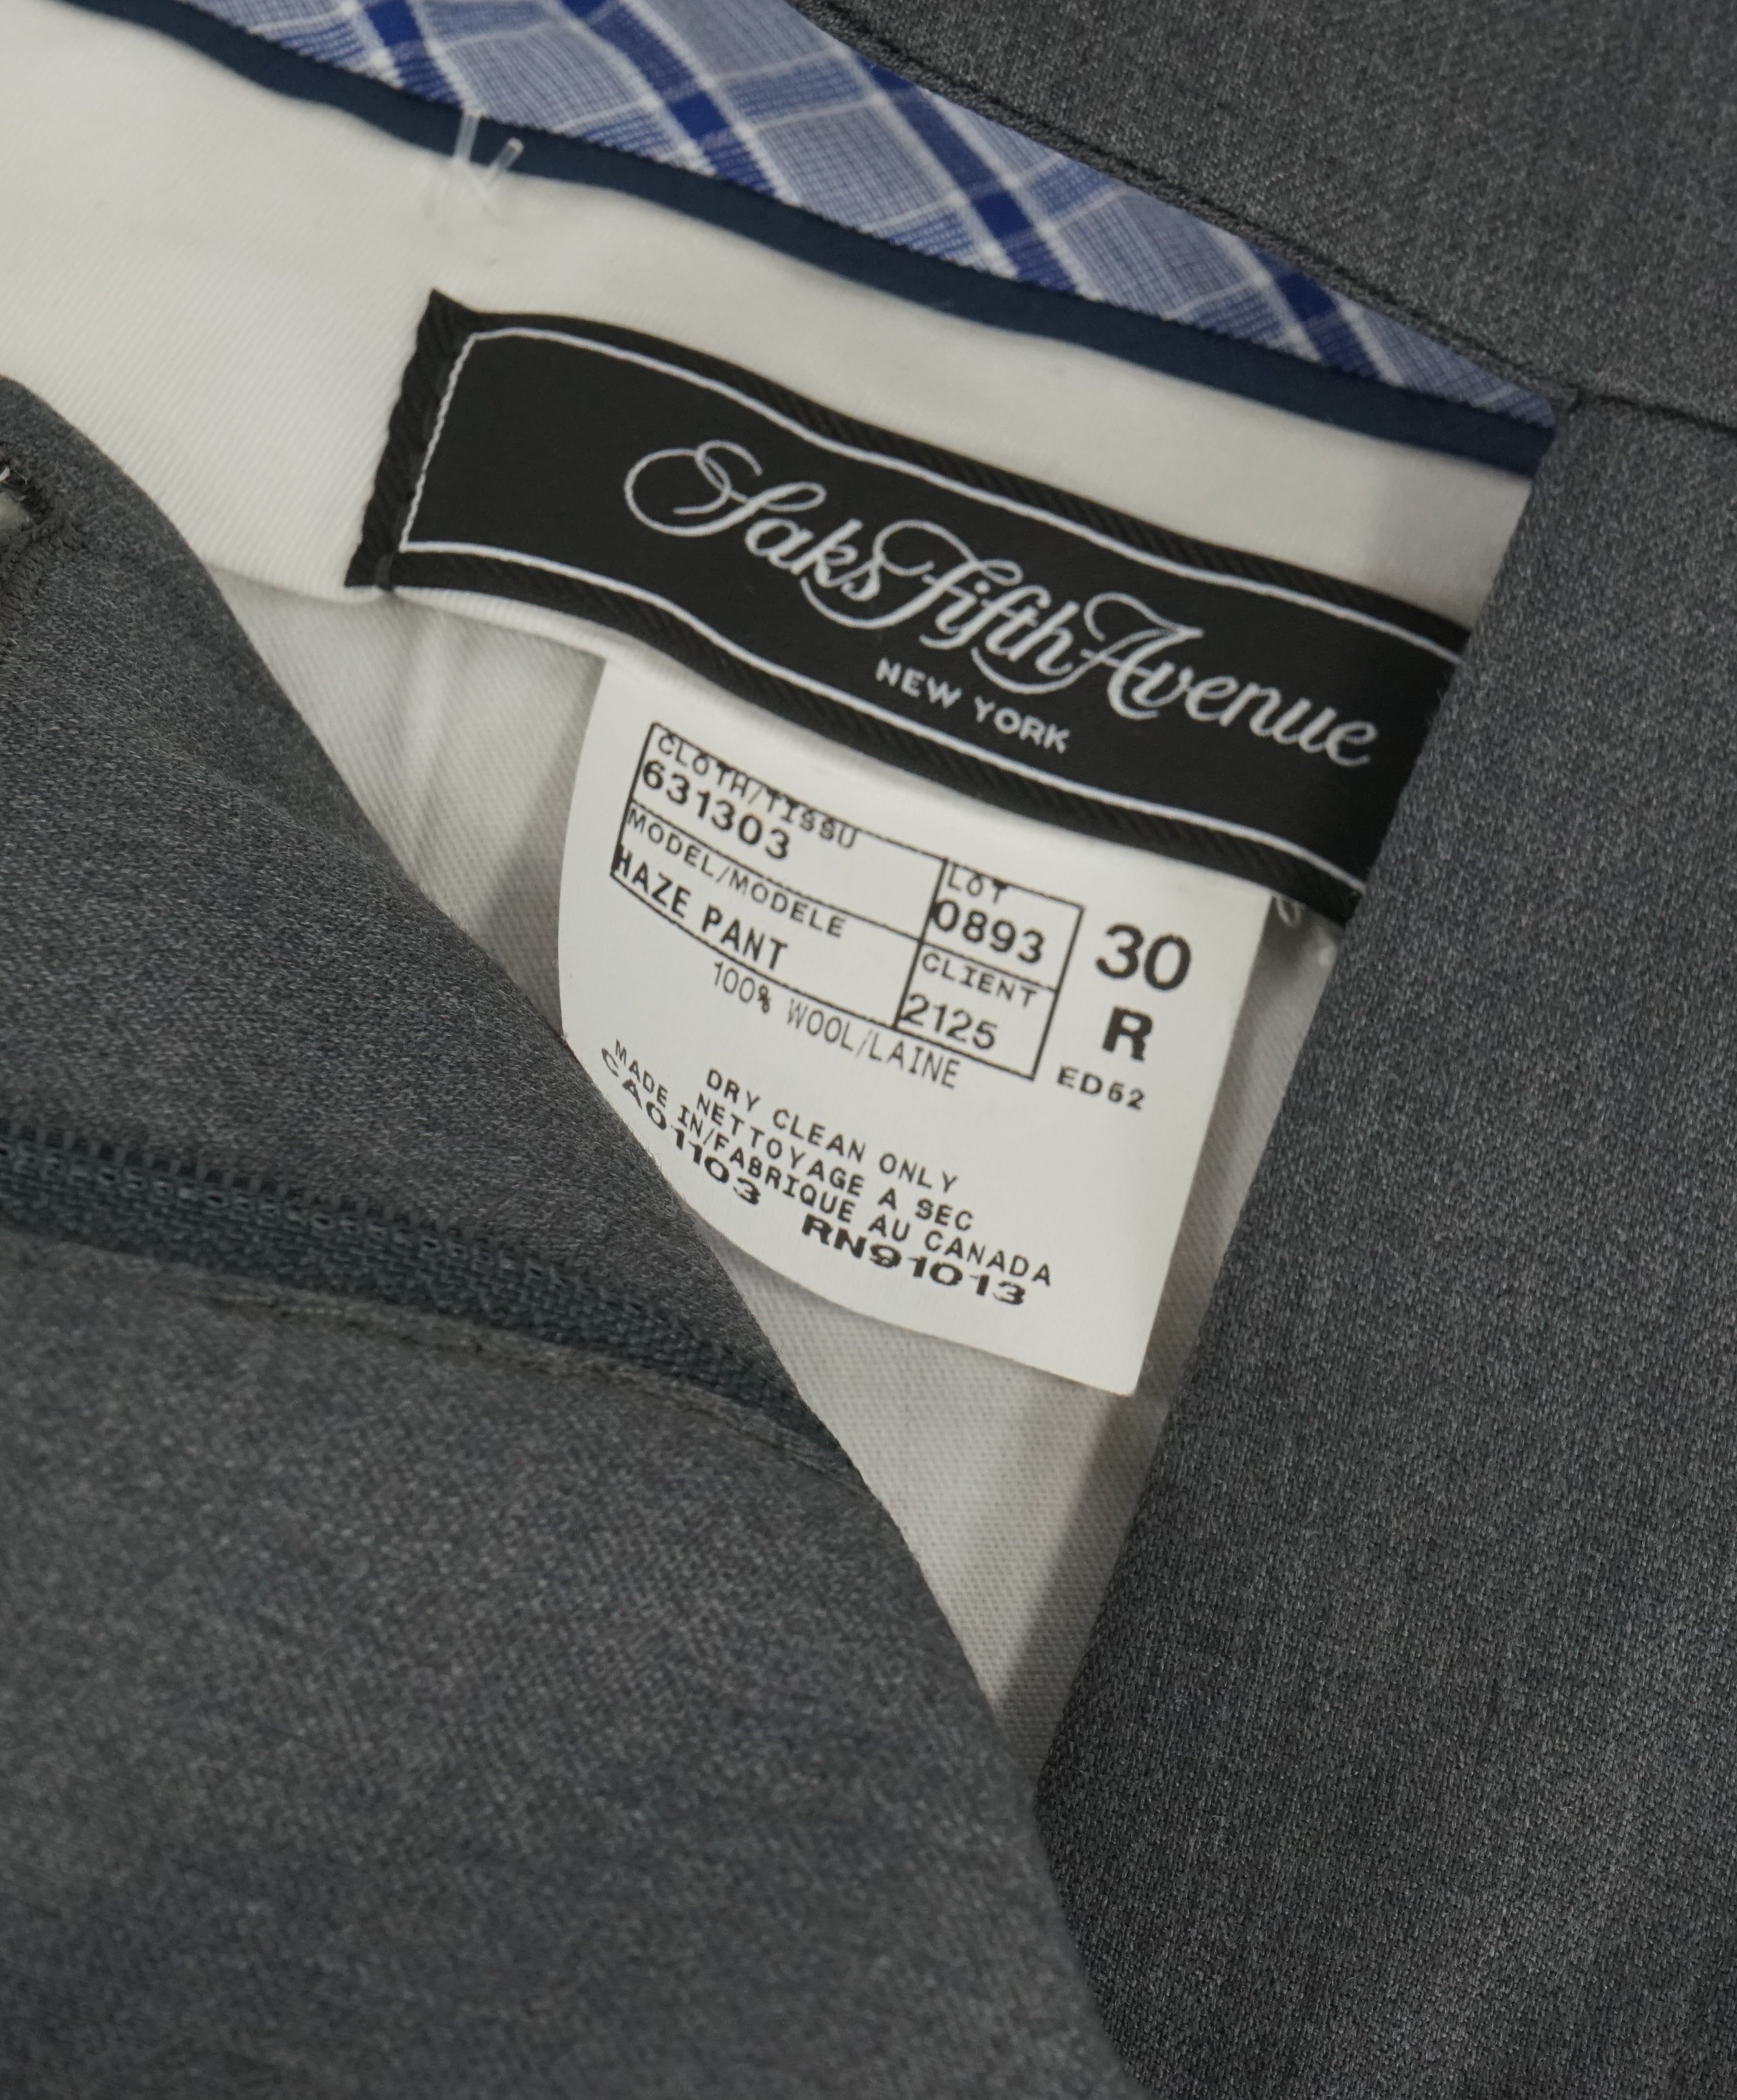 Saks Fifth Avenue
NEW YORK
CLOTH/TISSU
631303
LOT
0893
MODEL/MODELE
HAZE PANT
CLIENT
2125
30
R
ED52
100% WOOL/LAINE
DRY CLEAN ONLY
NETTOYAGE A SEC
MADE IN/FABRIQUE AU CANADA
CA01103 RN91013